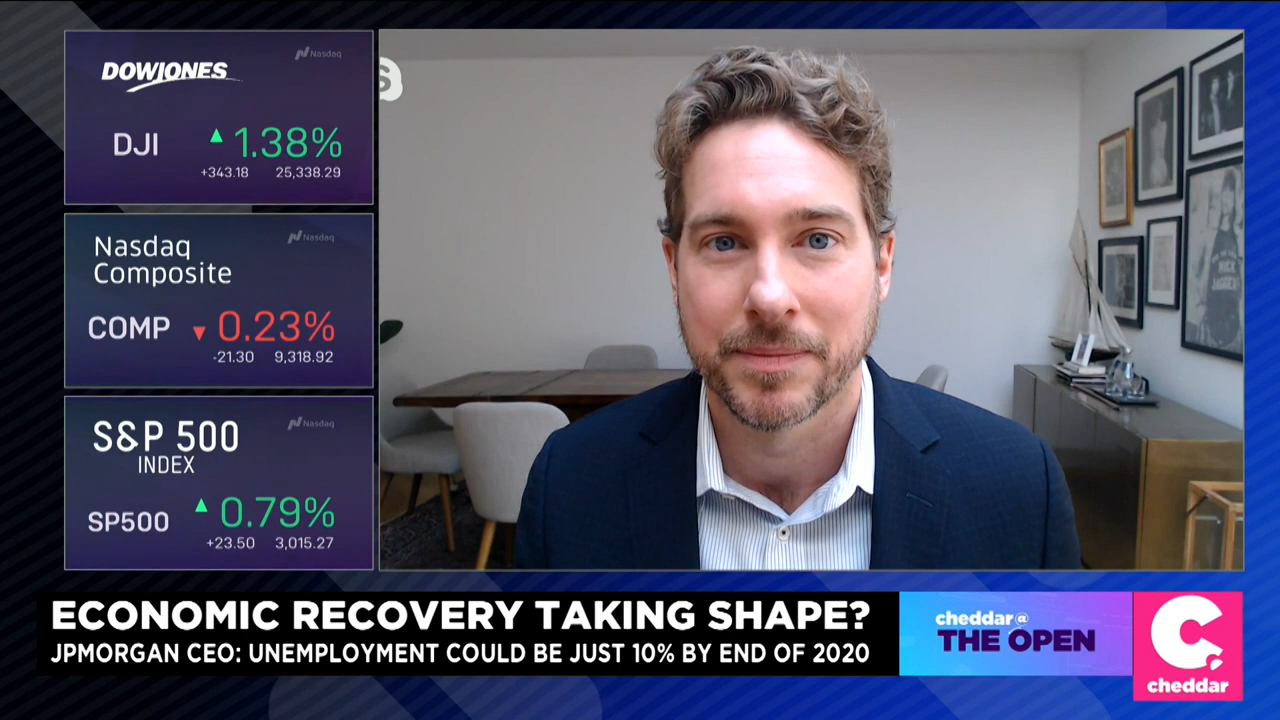 DOWJONES
Nasdaq
DJI
▲ 1.38%
+343.18 25,338.29
Nasdaq
Nasdaq
Composite
COMP ▼ 0.23%
-21.30 9,318.92
S&P 500
Nasdaq
INDEX
SP500 ▲ 0.79%
+23.50 3,015.27
S
MICK
JAGGER
ECONOMIC RECOVERY TAKING SHAPE?
JPMORGAN CEO: UNEMPLOYMENT COULD BE JUST 10% BY END OF 2020
cheddar@
THE OPEN
C
cheddar